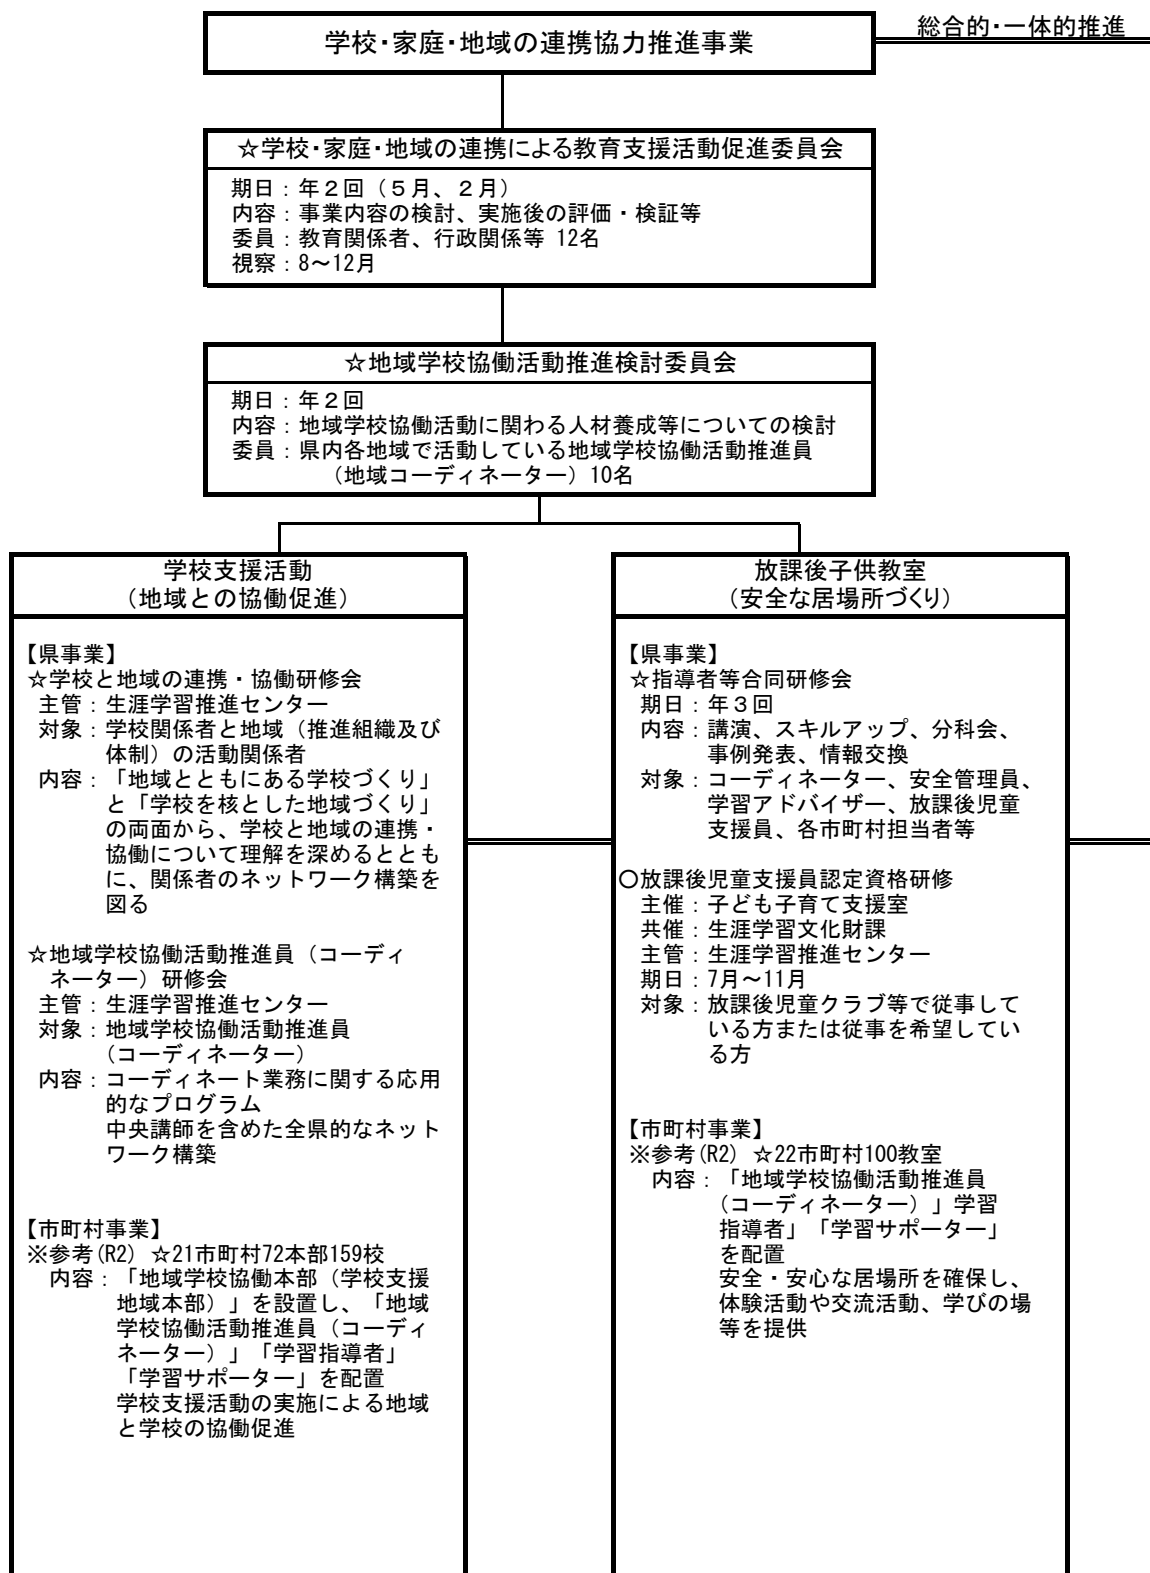 学校・家庭・地域の連携協力推進事業
総合的・一体的推進
☆学校・家庭・地域の連携による教育支援活動促進委員会
期日：年２回（５月、２月）
内容：事業内容の検討、実施後の評価・検証等
委員：教育関係者、行政関係等 12名
視察：8～12月
☆地域学校協働活動推進検討委員会
期日：年２回
内容：地域学校協働活動に関わる人材養成等についての検討
委員：県内各地域で活動している地域学校協働活動推進員
（地域コーディネーター）10名
学校支援活動
（地域との協働促進）
【県事業】
☆学校と地域の連携・協働研修会
主管：生涯学習推進センター
対象：学校関係者と地域（推進組織及び
体制）の活動関係者
内容：「地域とともにある学校づくり」
と「学校を核とした地域づくり」
の両面から、学校と地域の連携・
協働について理解を深めるととも
に、関係者のネットワーク構築を
図る
☆地域学校協働活動推進員（コーディ
ネーター）研修会
主管：生涯学習推進センター
対象：地域学校協働活動推進員
（コーディネーター）
内容：コーディネート業務に関する応用
的なプログラム
中央講師を含めた全県的なネット
ワーク構築
【市町村事業】
※参考(R2) ☆21市町村72本部159校
内容：「地域学校協働本部（学校支援
地域本部）」を設置し、「地域
学校協働活動推進員（コーディ
ネーター）」「学習指導者」
「学習サポーター」を配置
学校支援活動の実施による地域
と学校の協働促進
放課後子供教室
（安全な居場所づくり）
【県事業】
☆指導者等合同研修会
期日：年３回
内容：講演、スキルアップ、分科会、
事例発表、情報交換
対象：コーディネーター、安全管理員、
学習アドバイザー、放課後児童
支援員、各市町村担当者等
〇放課後児童支援員認定資格研修
主催：子ども子育て支援室
共催：生涯学習文化財課
主管：生涯学習推進センター
期日：7月～11月
対象：放課後児童クラブ等で従事して
いる方または従事を希望してい
る方
【市町村事業】
※参考(R2) ☆22市町村100教室
内容：「地域学校協働活動推進員
（コーディネーター）」学習
指導者」「学習サポーター」
を配置
安全・安心な居場所を確保し、
体験活動や交流活動、学びの場
等を提供